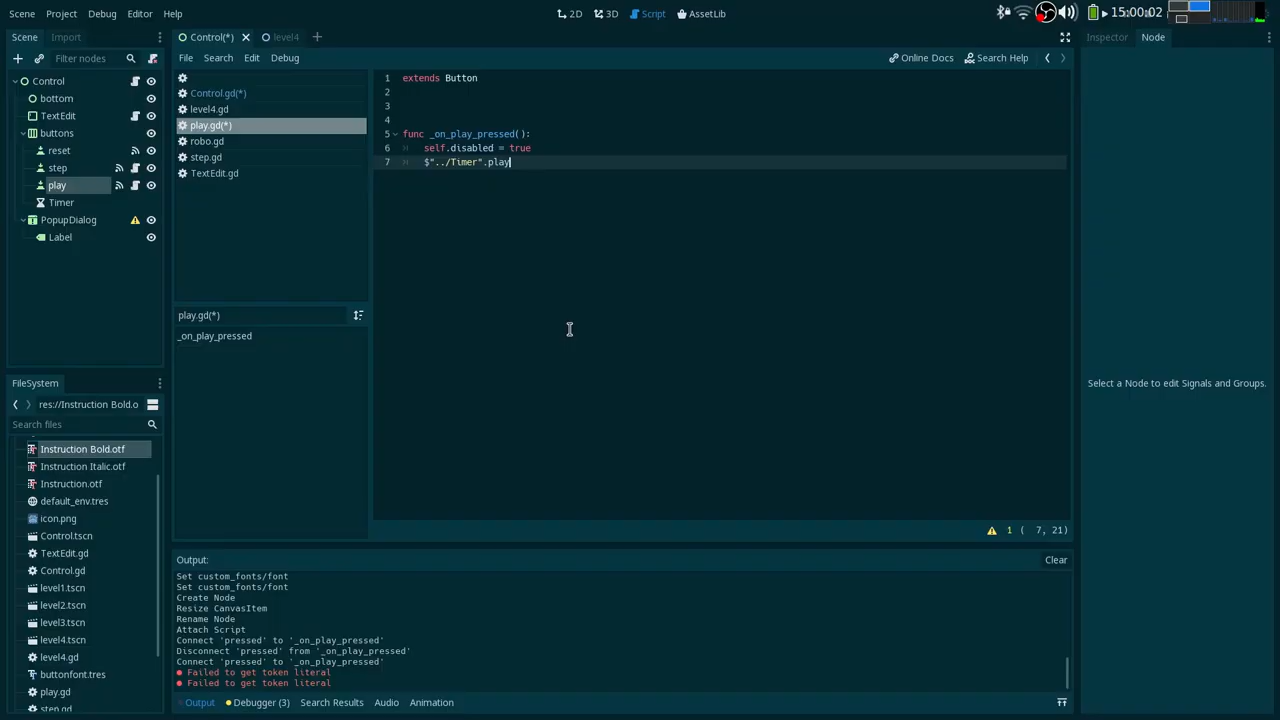 Scene Project Debug Editor Help
2D 3D Script AssetLib
15:00:02
Scene Import
Filter nodes
Control
bottom
TextEdit
buttons
reset
step
play
Timer
PopupDialog
Label
FileSystem
res://Instruction Bold.o
Search files
Instruction Bold.otf
Instruction Italic.otf
Instruction.otf
default_env.tres
icon.png
Control.tscn
TextEdit.gd
Control.gd
level1.tscn
level2.tscn
level3.tscn
level4.tscn
level4.gd
buttonfont.tres
play.gd
step.gd
Control(*) level4
File Search Edit Debug
Online Docs Search Help
Control.gd(*)
level4.gd
play.gd(*)
robo.gd
step.gd
TextEdit.gd
play.gd(*)
_on_play_pressed
1 extends Button
2
3
4
5 func _on_play_pressed():
6 self.disabled = true
7 $"../Timer".play
1 ( 7, 21)
Output:
Clear
Set custom_fonts/font
Set custom_fonts/font
Create Node
Resize CanvasItem
Rename Node
Attach Script
Connect 'pressed' to '_on_play_pressed'
Disconnect 'pressed' from '_on_play_pressed'
Connect 'pressed' to '_on_play_pressed'
Failed to get token literal
Failed to get token literal
Output Debugger (3) Search Results Audio Animation
Inspector Node
Select a Node to edit Signals and Groups.